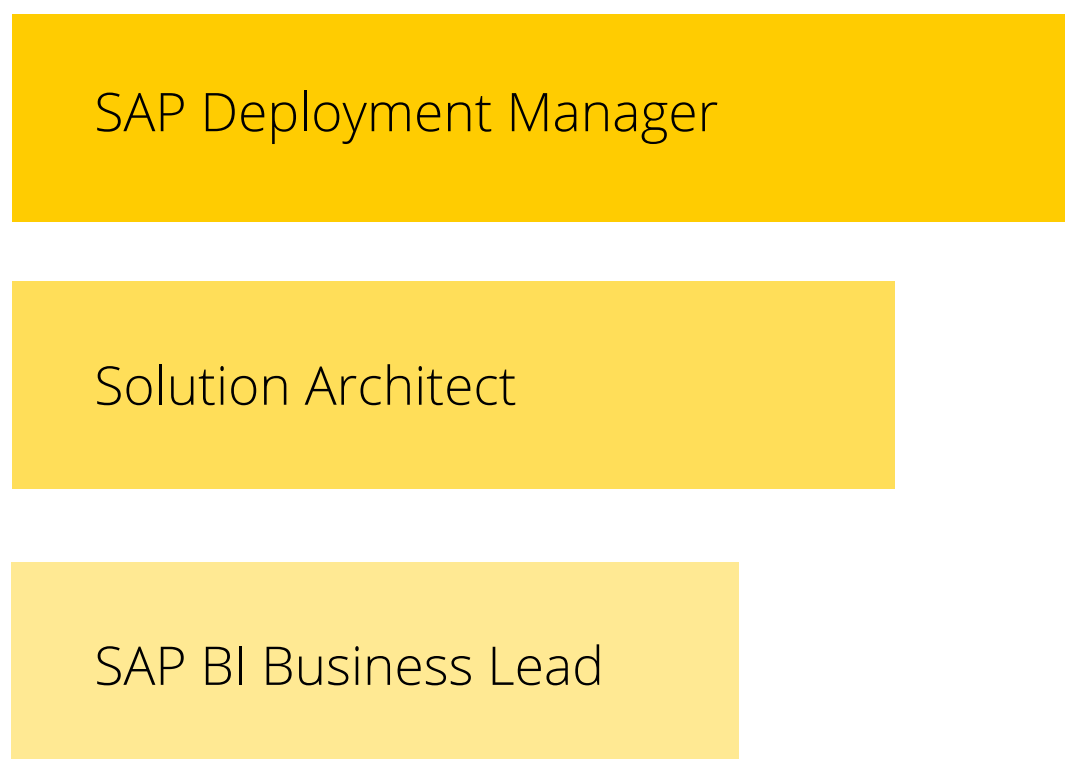 SAP Deployment Manager
Solution Architect
SAP BI Business Lead